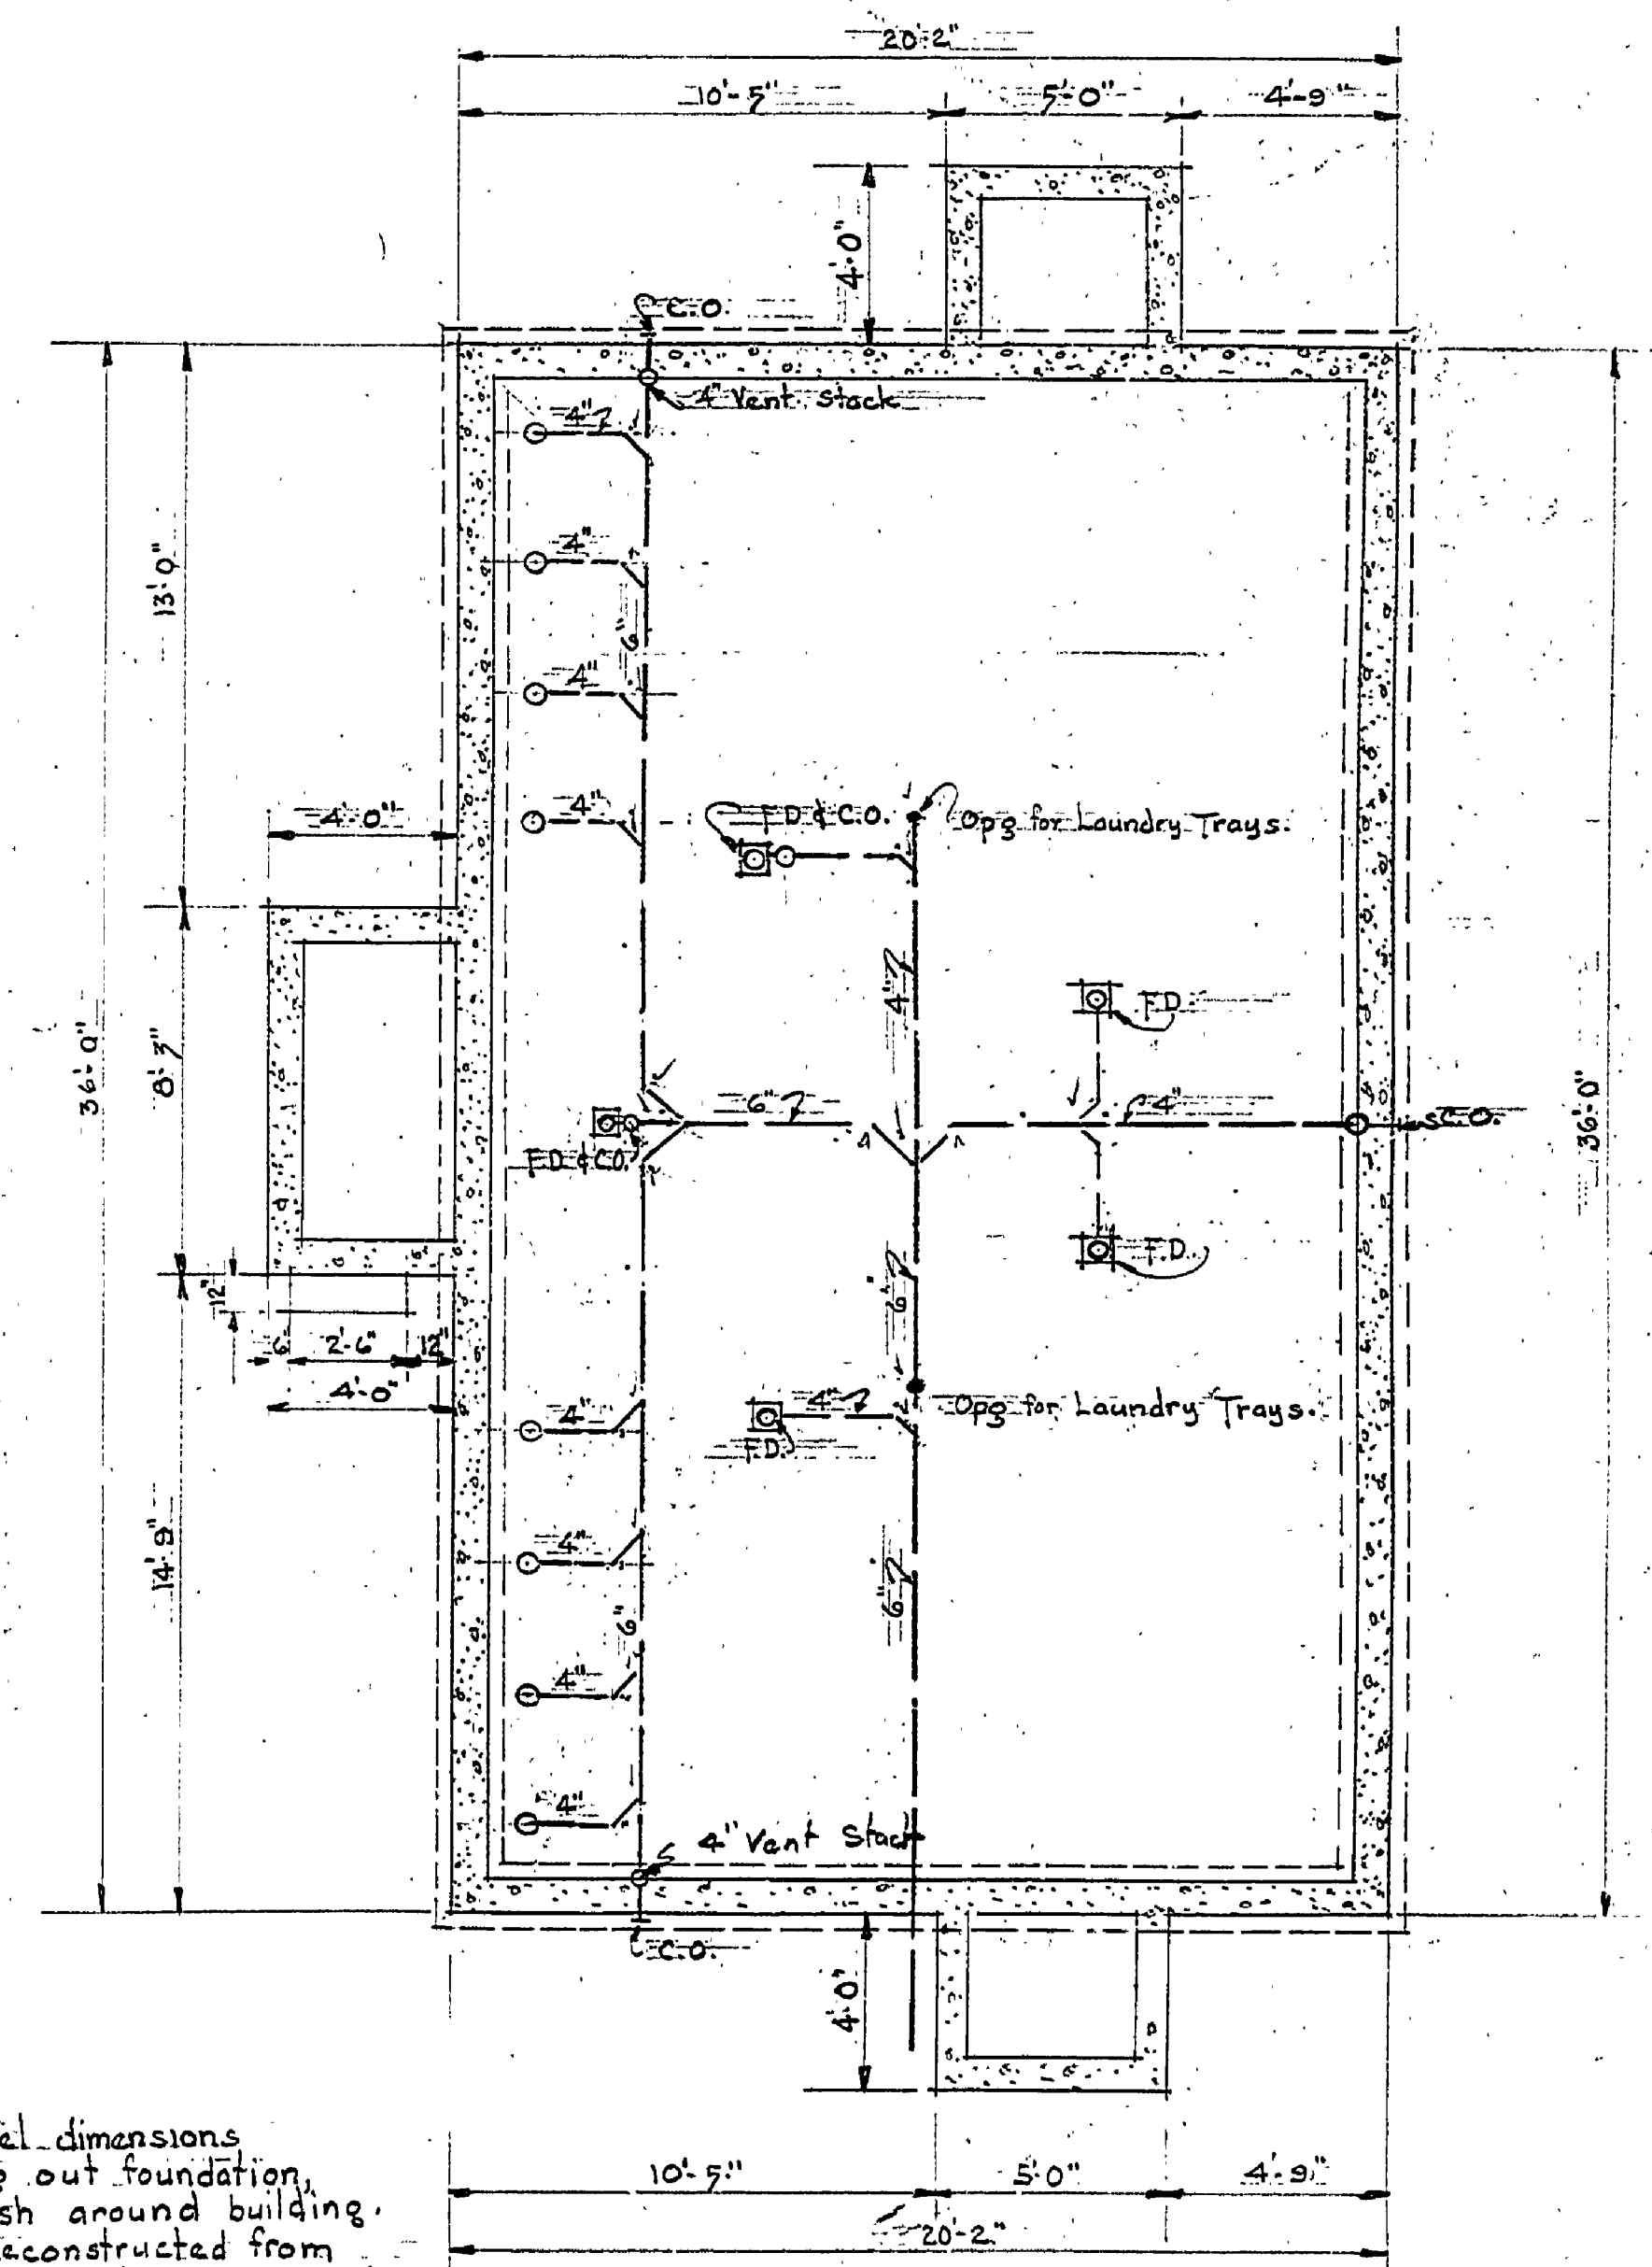 20'-2"
10'-5"
5'-0"
4'-9"
4'-0"
C.O.
4" Vent. Stack
4"
4"
6"
4"
4"
13'-0"
36'-0"
8'-3"
14'-9"
36'-0"
4'-0"
F.D. & C.O.
Opg for Laundry Trays.
4"
F.D.
6"
4"
C.O.
F.D. & C.O.
F.D.
6"
12"
6"
2'-6"
12"
4'-0"
4"
4"
Opg for Laundry Trays.
F.D.
4"
6"
6"
4"
4"
4" Vent Stack
C.O.
4'-0"
dimensions
out foundation,
around building.
from
10'-5"
5'-0"
4'-9"
20'-2"